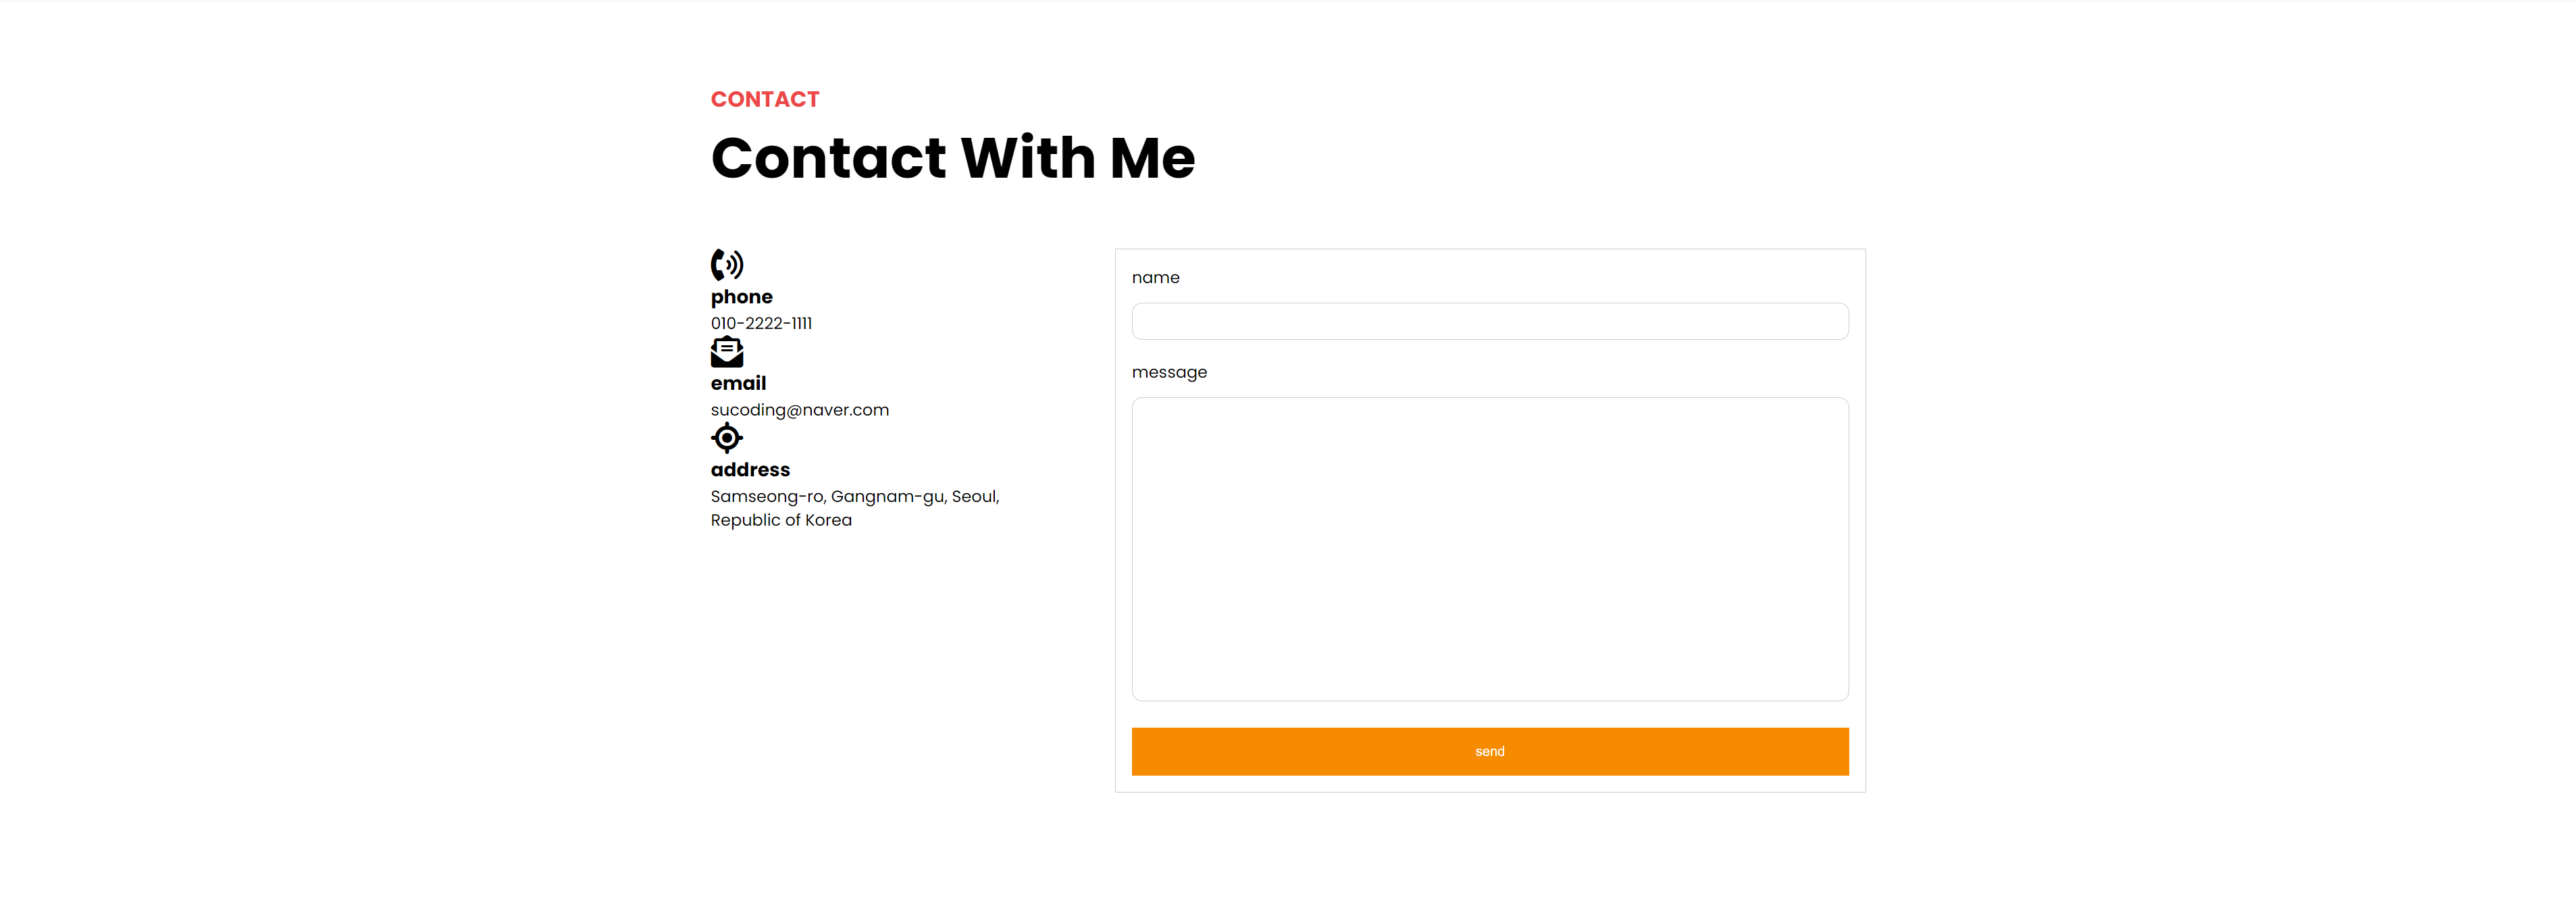 CONTACT
Contact With Me
phone
010-2222-1111
email
sucoding@naver.com
address
Samseong-ro, Gangnam-gu, Seoul,
Republic of Korea
name
message
send